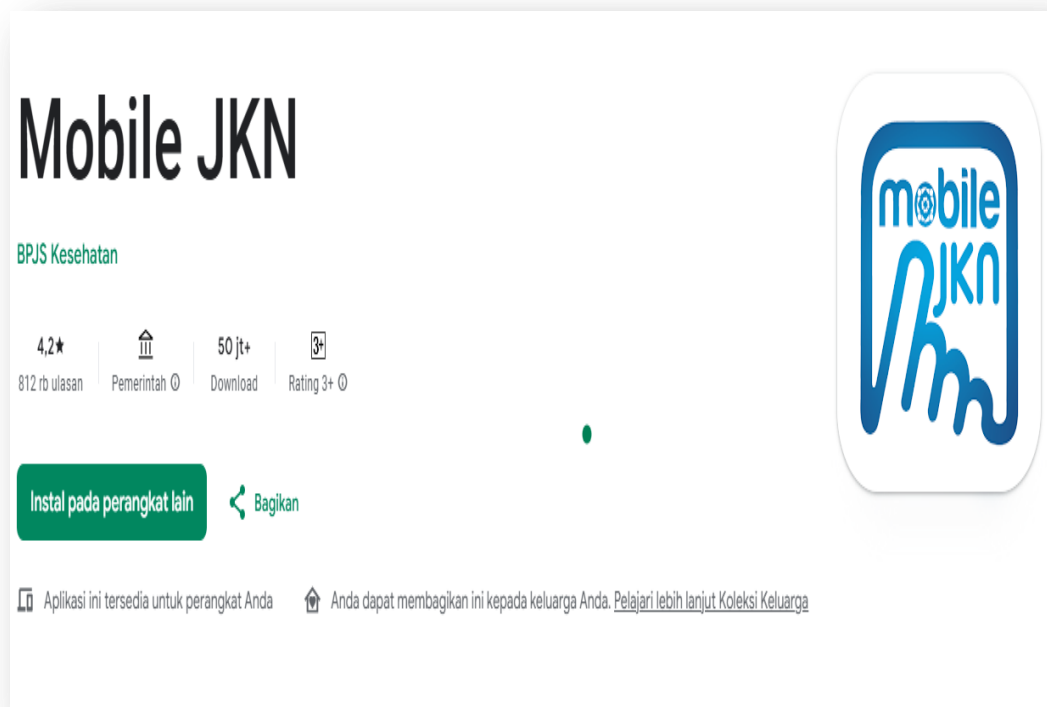 Mobile JKN
BPJS Kesehatan
4,2★
812 rb ulasan
Pemerintah
50 jt+
Download
3+
Rating 3+
Instal pada perangkat lain
Bagikan
Aplikasi ini tersedia untuk perangkat Anda
Anda dapat membagikan ini kepada keluarga Anda. Pelajari lebih lanjut Koleksi Keluarga
mobile
JKN